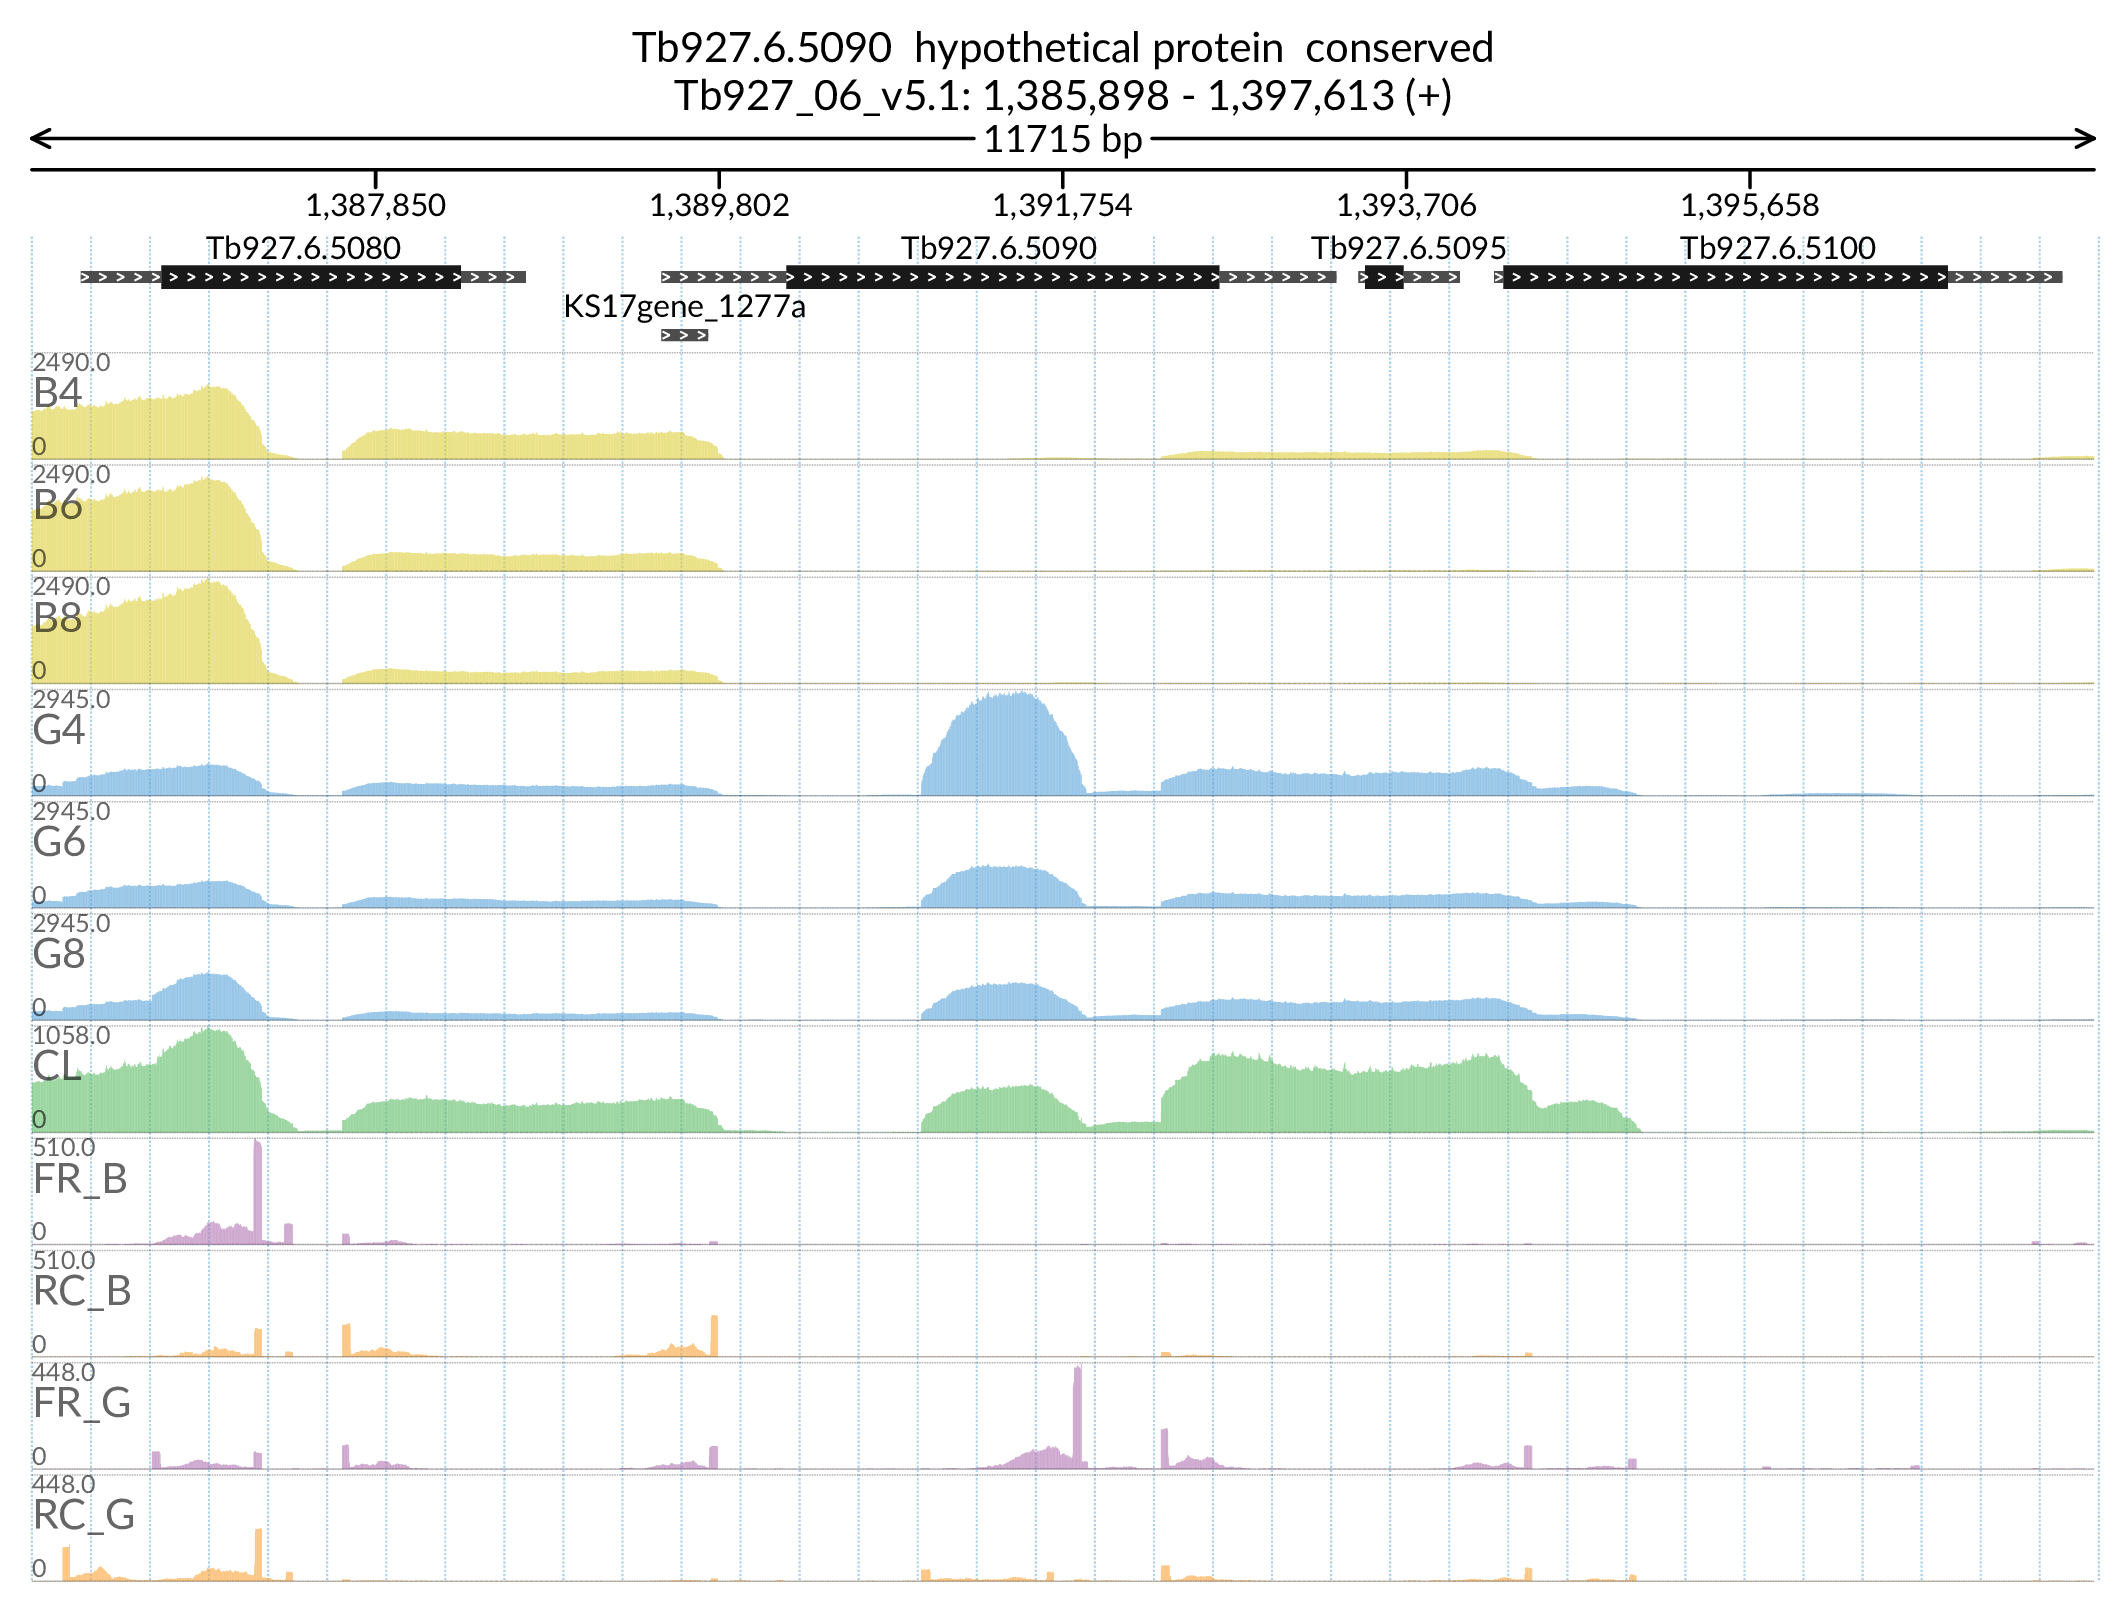 Tb927.6.5090  hypothetical protein  conserved
Tb927_06_v5.1: 1,385,898 - 1,397,613 (+)
11715 bp
1,387,850 1,389,802 1,391,754 1,393,706 1,395,658
Tb927.6.5080 Tb927.6.5090 Tb927.6.5095 Tb927.6.5100
KS17gene_1277a
2490.0
B4
0
2490.0
B6
0
2490.0
B8
0
2945.0
G4
0
2945.0
G6
0
2945.0
G8
0
1058.0
CL
0
510.0
FR_B
0
510.0
RC_B
0
448.0
FR_G
0
448.0
RC_G
0